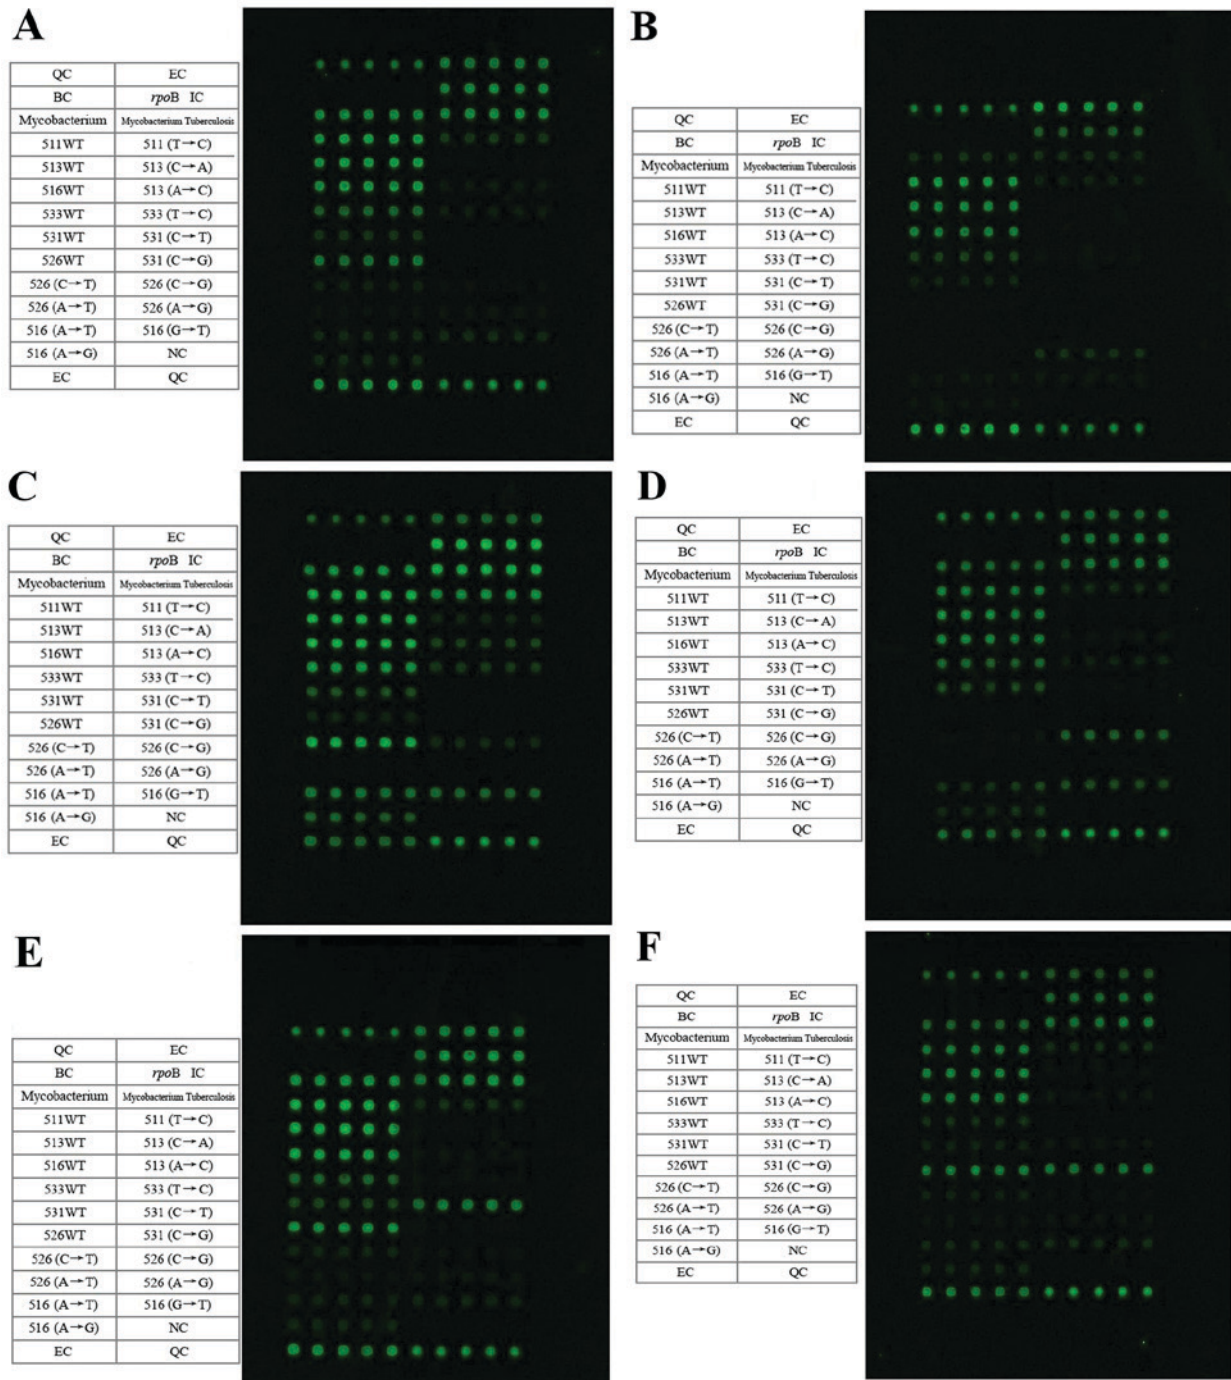 A
QC EC
BC rpoB IC
Mycobacterium Mycobacterium Tuberculosis
511WT 511 (T→C)
513WT 513 (C→A)
516WT 513 (A→C)
533WT 533 (T→C)
531WT 531 (C→T)
526WT 531 (C→G)
526 (C→T) 526 (C→G)
526 (A→T) 526 (A→G)
516 (A→T) 516 (G→T)
516 (A→G) NC
EC QC
B
QC EC
BC rpoB IC
Mycobacterium Mycobacterium Tuberculosis
511WT 511 (T→C)
513WT 513 (C→A)
516WT 513 (A→C)
533WT 533 (T→C)
531WT 531 (C→T)
526WT 531 (C→G)
526 (C→T) 526 (C→G)
526 (A→T) 526 (A→G)
516 (A→T) 516 (G→T)
516 (A→G) NC
EC QC
C
QC EC
BC rpoB IC
Mycobacterium Mycobacterium Tuberculosis
511WT 511 (T→C)
513WT 513 (C→A)
516WT 513 (A→C)
533WT 533 (T→C)
531WT 531 (C→T)
526WT 531 (C→G)
526 (C→T) 526 (C→G)
526 (A→T) 526 (A→G)
516 (A→T) 516 (G→T)
516 (A→G) NC
EC QC
D
QC EC
BC rpoB IC
Mycobacterium Mycobacterium Tuberculosis
511WT 511 (T→C)
513WT 513 (C→A)
516WT 513 (A→C)
533WT 533 (T→C)
531WT 531 (C→T)
526WT 531 (C→G)
526 (C→T) 526 (C→G)
526 (A→T) 526 (A→G)
516 (A→T) 516 (G→T)
516 (A→G) NC
EC QC
E
QC EC
BC rpoB IC
Mycobacterium Mycobacterium Tuberculosis
511WT 511 (T→C)
513WT 513 (C→A)
516WT 513 (A→C)
533WT 533 (T→C)
531WT 531 (C→T)
526WT 531 (C→G)
526 (C→T) 526 (C→G)
526 (A→T) 526 (A→G)
516 (A→T) 516 (G→T)
516 (A→G) NC
EC QC
F
QC EC
BC rpoB IC
Mycobacterium Mycobacterium Tuberculosis
511WT 511 (T→C)
513WT 513 (C→A)
516WT 513 (A→C)
533WT 533 (T→C)
531WT 531 (C→T)
526WT 531 (C→G)
526 (C→T) 526 (C→G)
526 (A→T) 526 (A→G)
516 (A→T) 516 (G→T)
516 (A→G) NC
EC QC